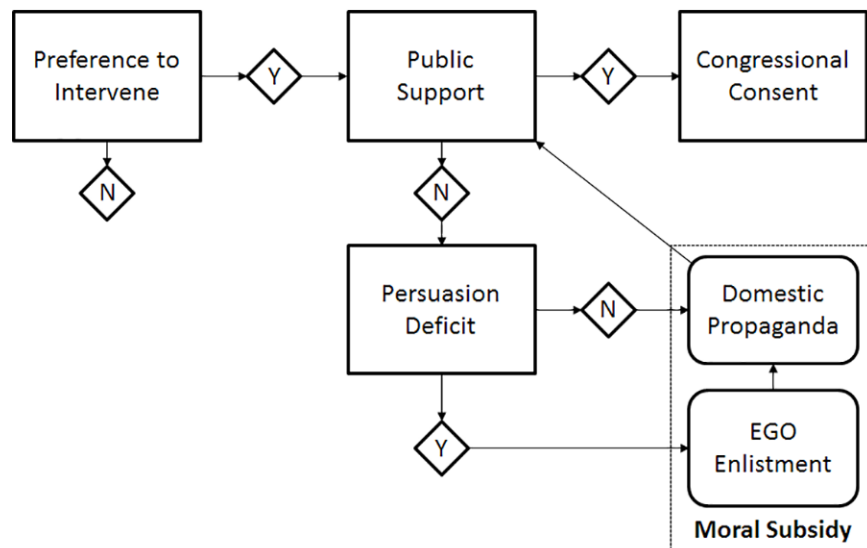 Preference to
Intervene
Y
Public
Support
Y
Congressional
Consent
N
N
Persuasion
Deficit
N
Domestic
Propaganda
Y
EGO
Enlistment
Moral Subsidy